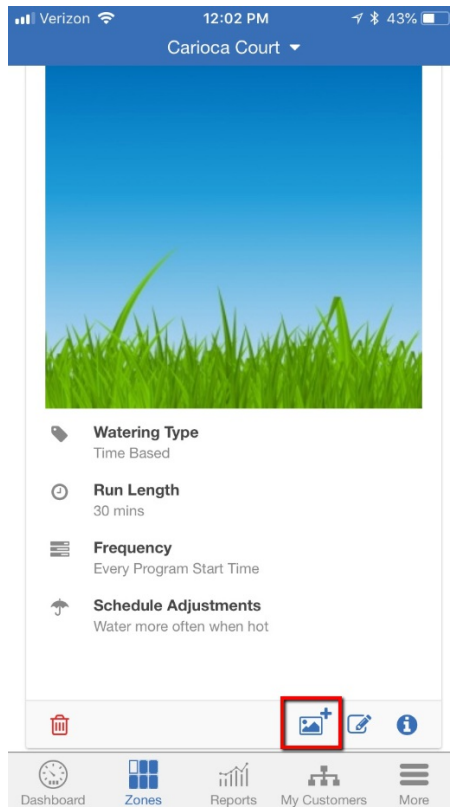 Verizon 12:02 PM 43%
Carioca Court
Watering Type
Time Based
Run Length
30 mins
Frequency
Every Program Start Time
Schedule Adjustments
Water more often when hot
Dashboard Zones Reports My Customers More